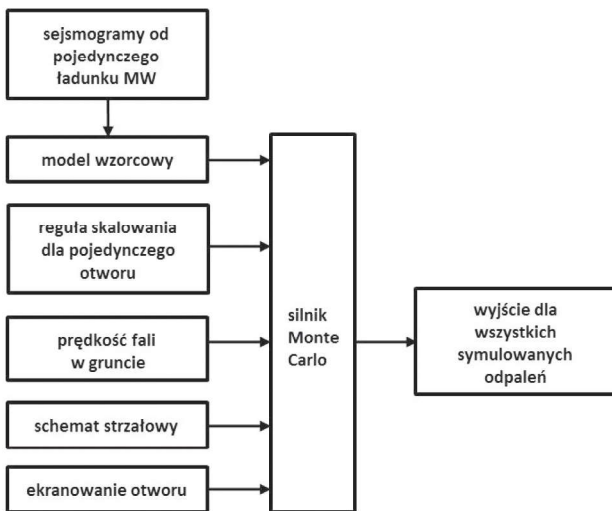 sejsmogramy od
pojedynczego
ładunku MW
model wzorcowy
reguła skalowania
dla pojedynczego
otworu
prędkość fali
w gruncie
schemat strzałowy
ekranowanie otworu
silnik
Monte
Carlo
wyjście dla
wszystkich
symulowanych
odpaleń